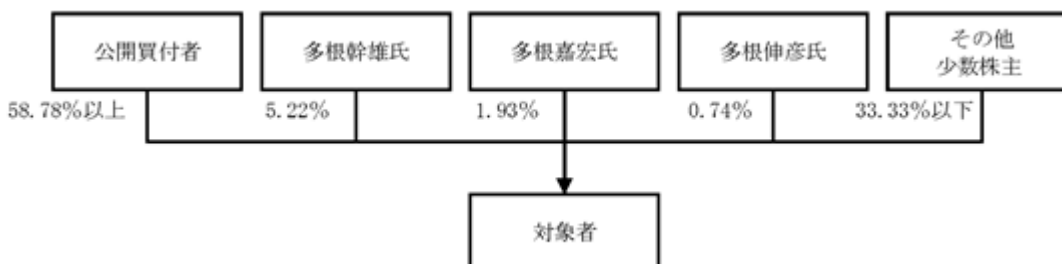 公開買付者
多根幹雄氏
多根嘉宏氏
多根伸彦氏
その他
少数株主
58.78%以上
5.22%
1.93%
0.74%
33.33%以下
対象者